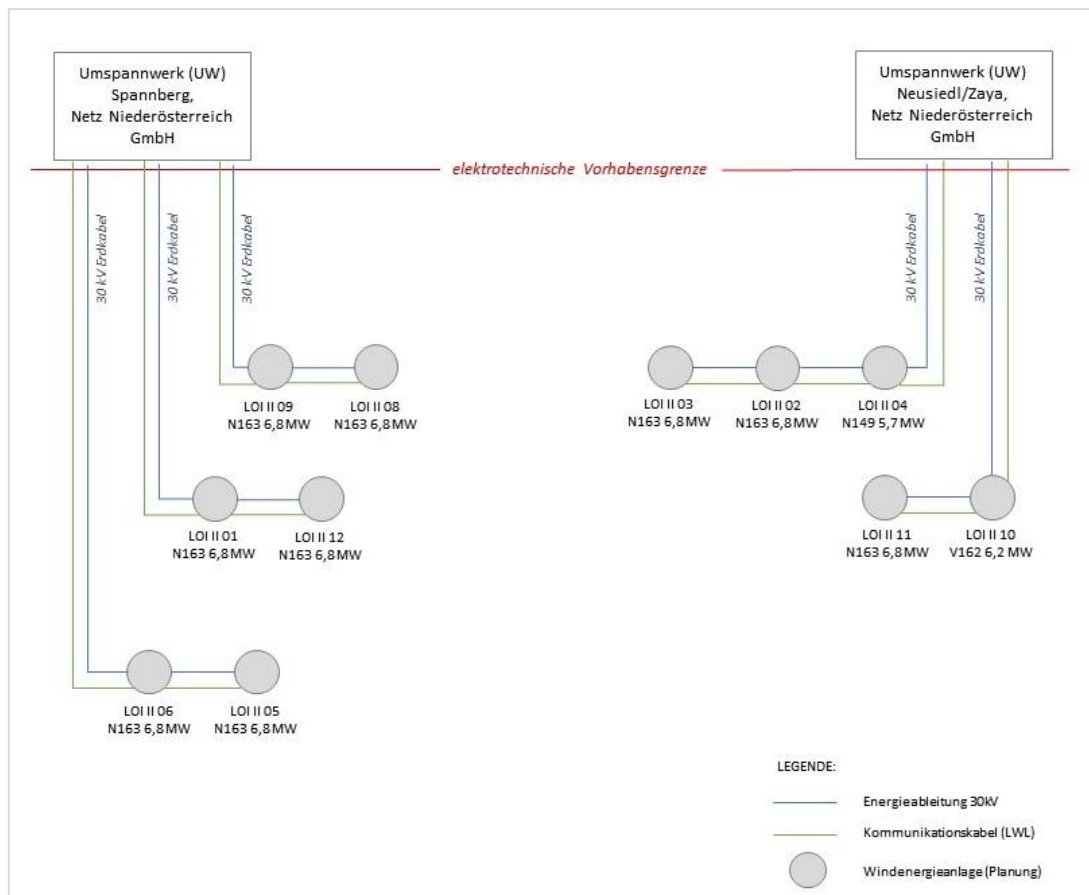 Umspannwerk (UW)
Spannberg,
Netz Niederösterreich
GmbH
Umspannwerk (UW)
Neusiedl/Zaya,
Netz Niederösterreich
GmbH
elektrotechnische Vorhabensgrenze
30 kV Erdkabel
30 kV Erdkabel
30 kV Erdkabel
30 kV Erdkabel
30 kV Erdkabel
LOI II 09
N163 6,8MW
LOI II 08
N163 6,8MW
LOI II 03
N163 6,8MW
LOI II 02
N163 6,8MW
LOI II 04
N149 5,7MW
LOI II 01
N163 6,8MW
LOI II 12
N163 6,8MW
LOI II 11
N163 6,8MW
LOI II 10
V162 6,2 MW
LOI II 06
N163 6,8MW
LOI II 05
N163 6,8MW
LEGENDE:
Energieableitung 30kV
Kommunikationskabel (LWL)
Windenergieanlage (Planung)